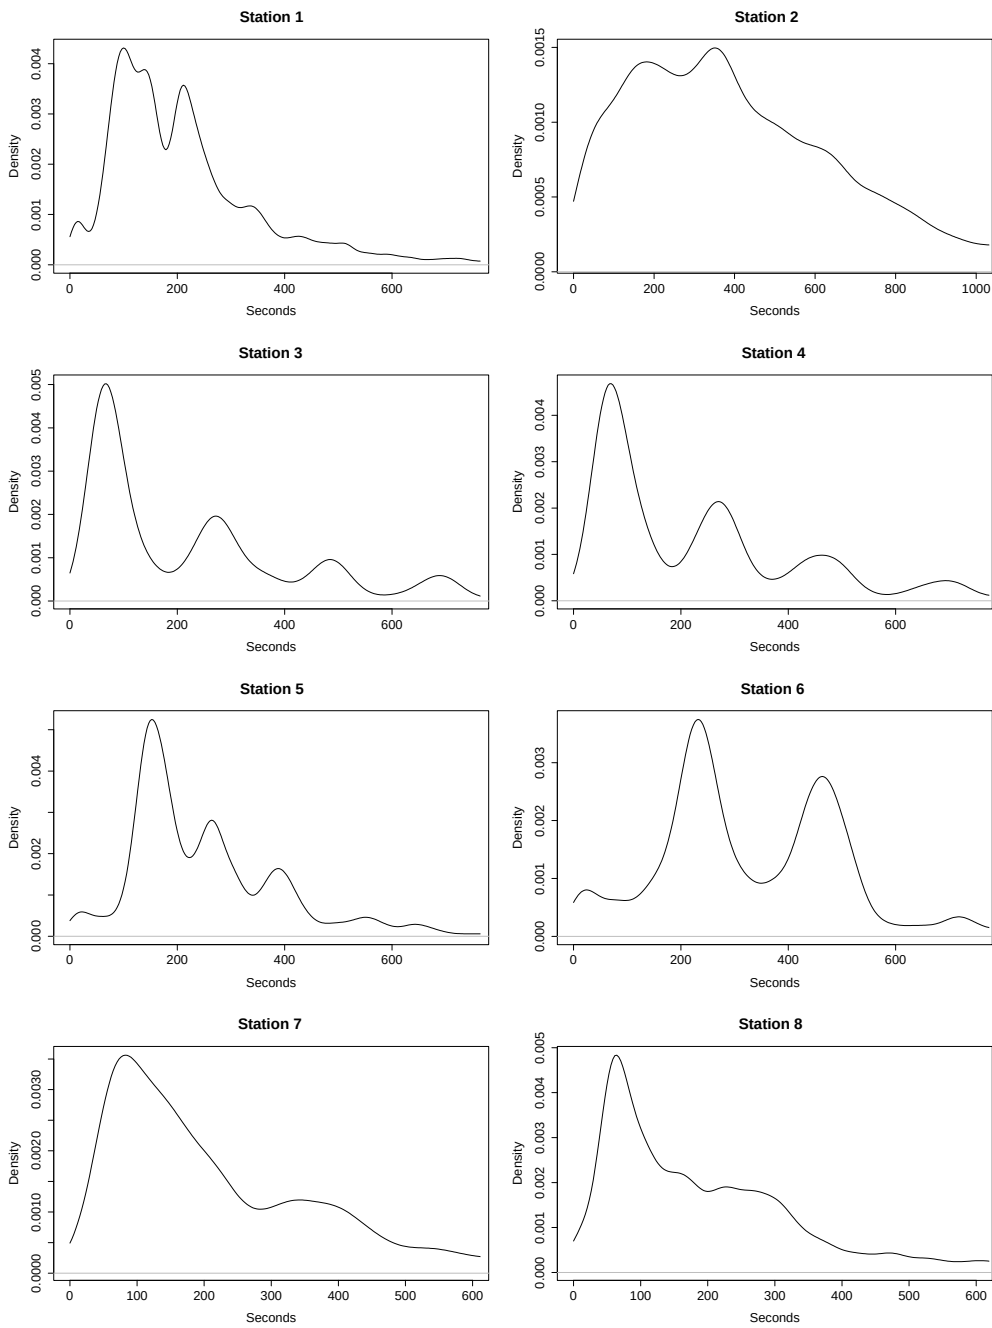 Station 1
Density
0.000 0.001 0.002 0.003 0.004
0 200 400 600
Seconds
Station 2
Density
0.0000 0.0005 0.0010 0.0015
0 200 400 600 800 1000
Seconds
Station 3
Density
0.000 0.001 0.002 0.003 0.004 0.005
0 200 400 600
Seconds
Station 4
Density
0.000 0.001 0.002 0.003 0.004
0 200 400 600
Seconds
Station 5
Density
0.000 0.002 0.004
0 200 400 600
Seconds
Station 6
Density
0.000 0.001 0.002 0.003
0 200 400 600
Seconds
Station 7
Density
0.0000 0.0010 0.0020 0.0030
0 100 200 300 400 500 600
Seconds
Station 8
Density
0.000 0.001 0.002 0.003 0.004 0.005
0 100 200 300 400 500 600
Seconds